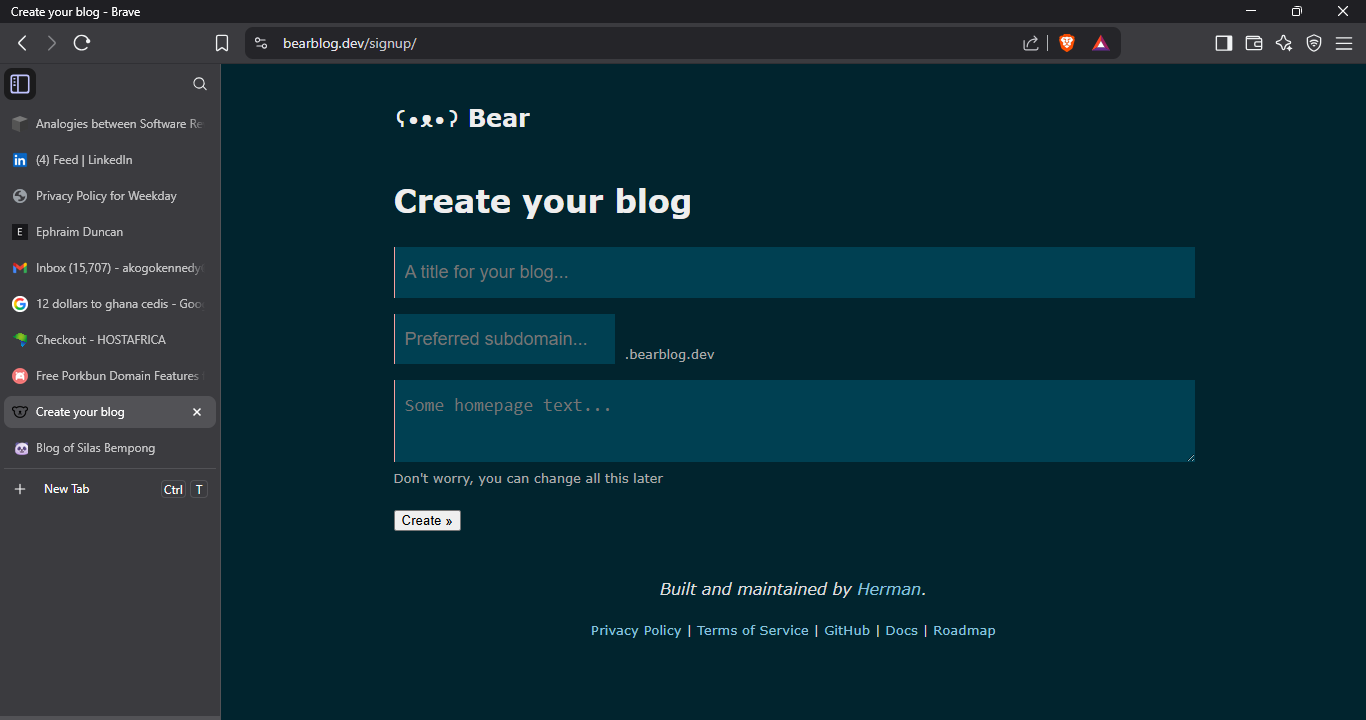 Create your blog - Brave
bearblog.dev/signup/
Analogies between Software Re
(4) Feed | LinkedIn
Privacy Policy for Weekday
E Ephraim Duncan
Inbox (15,707) - akogokennedy
12 dollars to ghana cedis - Goo
Checkout - HOSTAFRICA
Free Porkbun Domain Features
Create your blog
Blog of Silas Bempong
New Tab Ctrl T
ʕ•ᴥ•ʔ Bear
Create your blog
A title for your blog...
Preferred subdomain... .bearblog.dev
Some homepage text...
Don't worry, you can change all this later
Create »
Built and maintained by Herman.
Privacy Policy | Terms of Service | GitHub | Docs | Roadmap